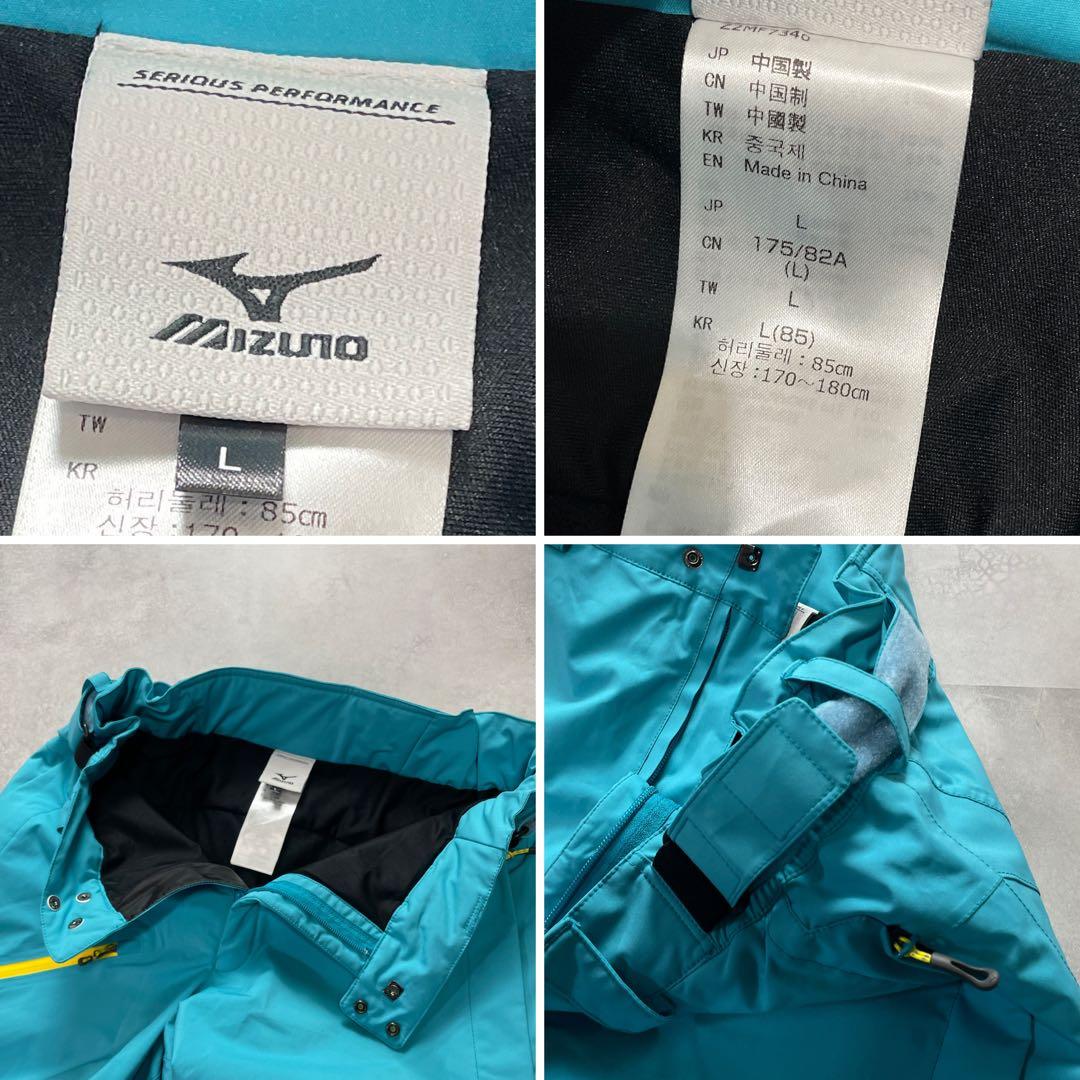 SERIOUS PERFORMANCE
MIZUNO
TW
L
KR
허리둘레 : 85cm
JP 中国製
CN 中国制
TW 中國製
KR 중국제
EN Made in China
JP L
CN 175/82A
(L)
TW L
KR L(85)
허리둘레 : 85cm
신장 : 170～180cm
MIZUNO